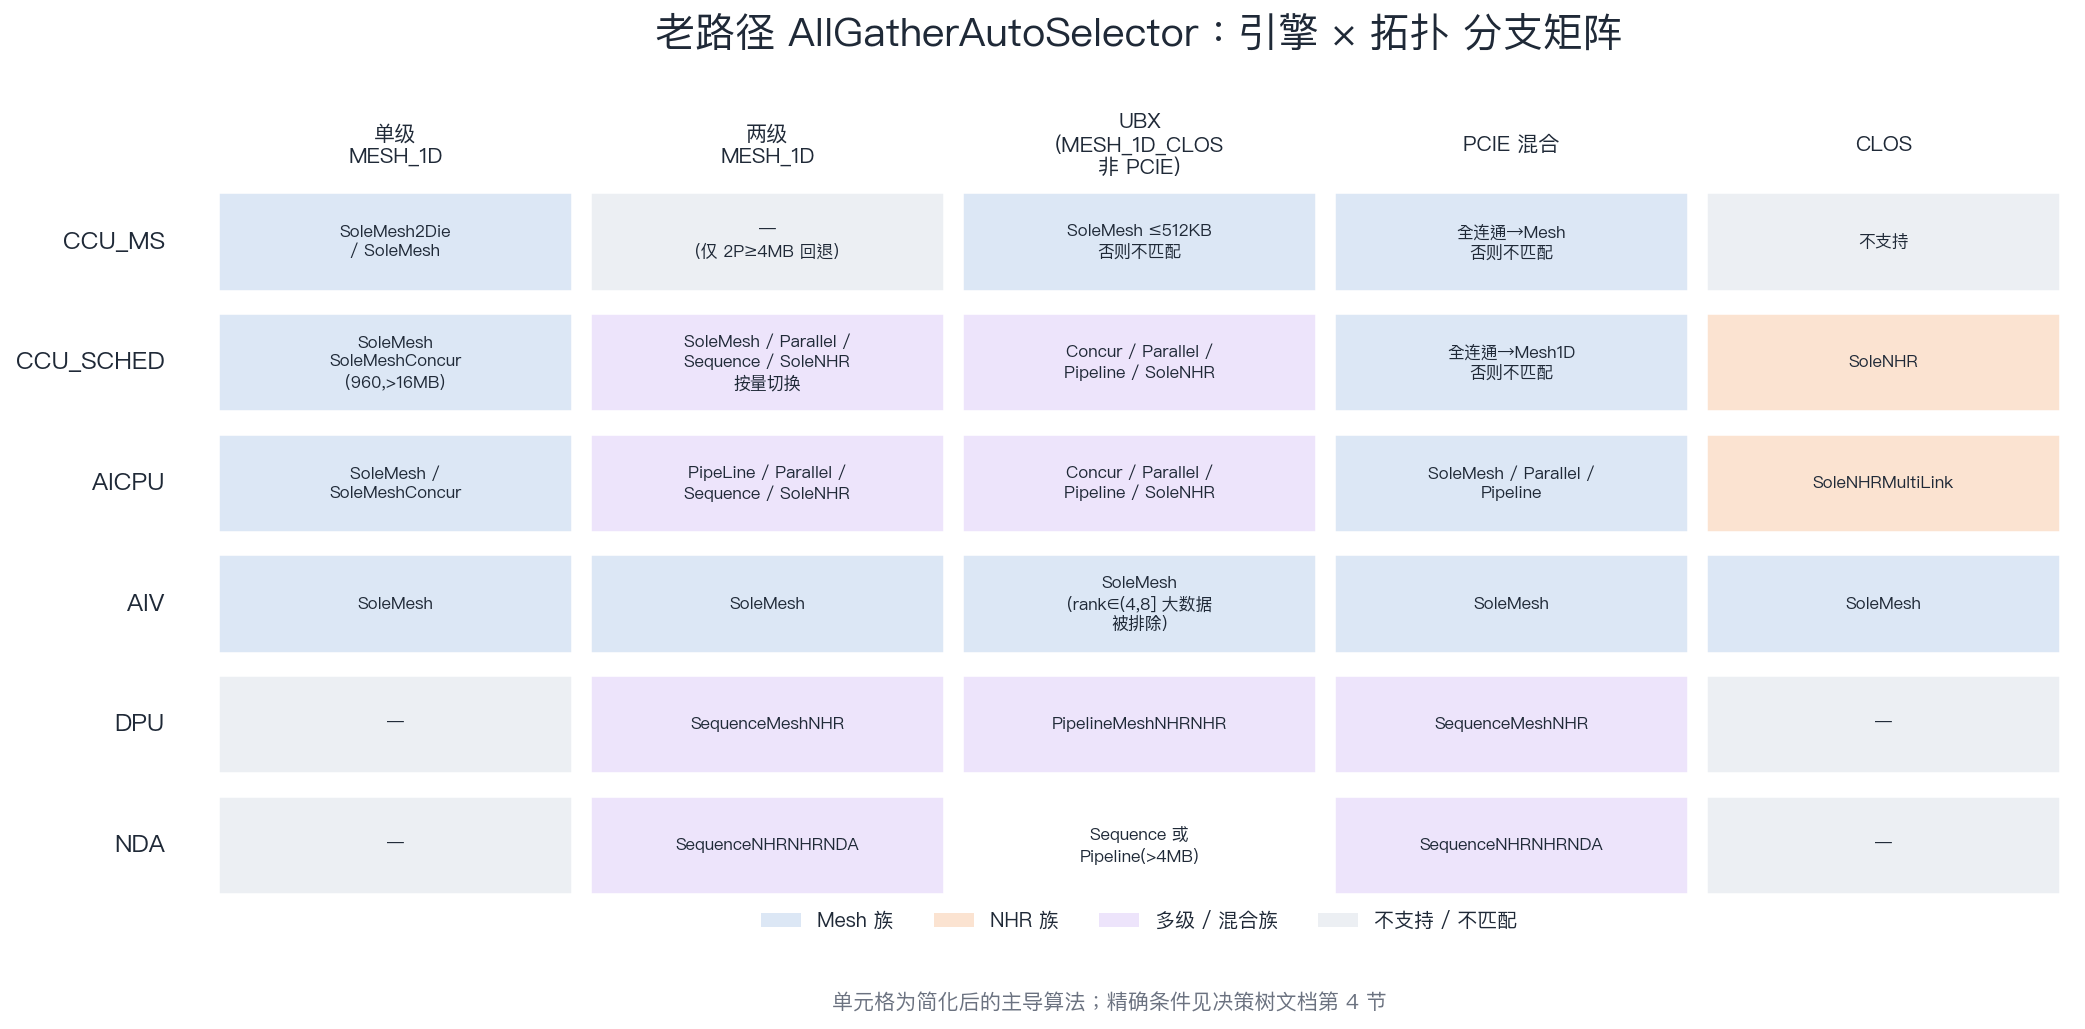 老路径 AllGatherAutoSelector：引擎 × 拓扑 分支矩阵
单级
MESH_1D
两级
MESH_1D
UBX
(MESH_1D_CLOS
非 PCIE)
PCIE 混合
CLOS
CCU_MS
SoleMesh2Die
/ SoleMesh
—
(仅 2P≥4MB 回退)
SoleMesh ≤512KB
否则不匹配
全连通→Mesh
否则不匹配
不支持
CCU_SCHED
SoleMesh
SoleMeshConcur
(960,>16MB)
SoleMesh / Parallel /
Sequence / SoleNHR
按量切换
Concur / Parallel /
Pipeline / SoleNHR
全连通→Mesh1D
否则不匹配
SoleNHR
AICPU
SoleMesh /
SoleMeshConcur
PipeLine / Parallel /
Sequence / SoleNHR
Concur / Parallel /
Pipeline / SoleNHR
SoleMesh / Parallel /
Pipeline
SoleNHRMultiLink
AIV
SoleMesh
SoleMesh
SoleMesh
(rank∈(4,8] 大数据
被排除)
SoleMesh
SoleMesh
DPU
—
SequenceMeshNHR
PipelineMeshNHRNHR
SequenceMeshNHR
—
NDA
—
SequenceNHRNHRNDA
Sequence 或
Pipeline(>4MB)
SequenceNHRNHRNDA
—
Mesh 族
NHR 族
多级 / 混合族
不支持 / 不匹配
单元格为简化后的主导算法；精确条件见决策树文档第 4 节